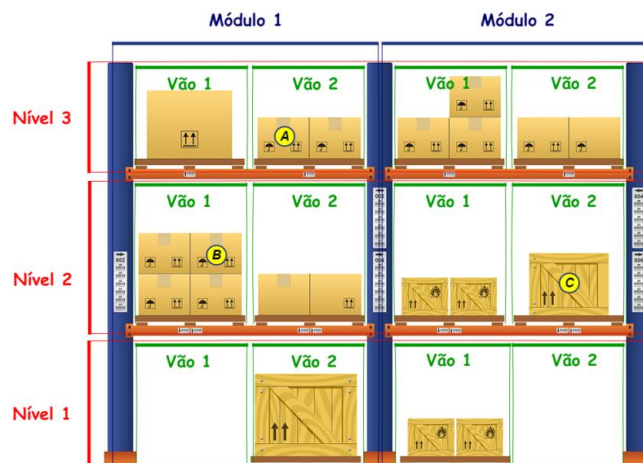 Módulo 1 Módulo 2
Nível 3
Vão 1 Vão 2 Vão 1 Vão 2
A
Nível 2
Vão 1 Vão 2 Vão 1 Vão 2
002
B
C
Nível 1
Vão 1 Vão 2 Vão 1 Vão 2